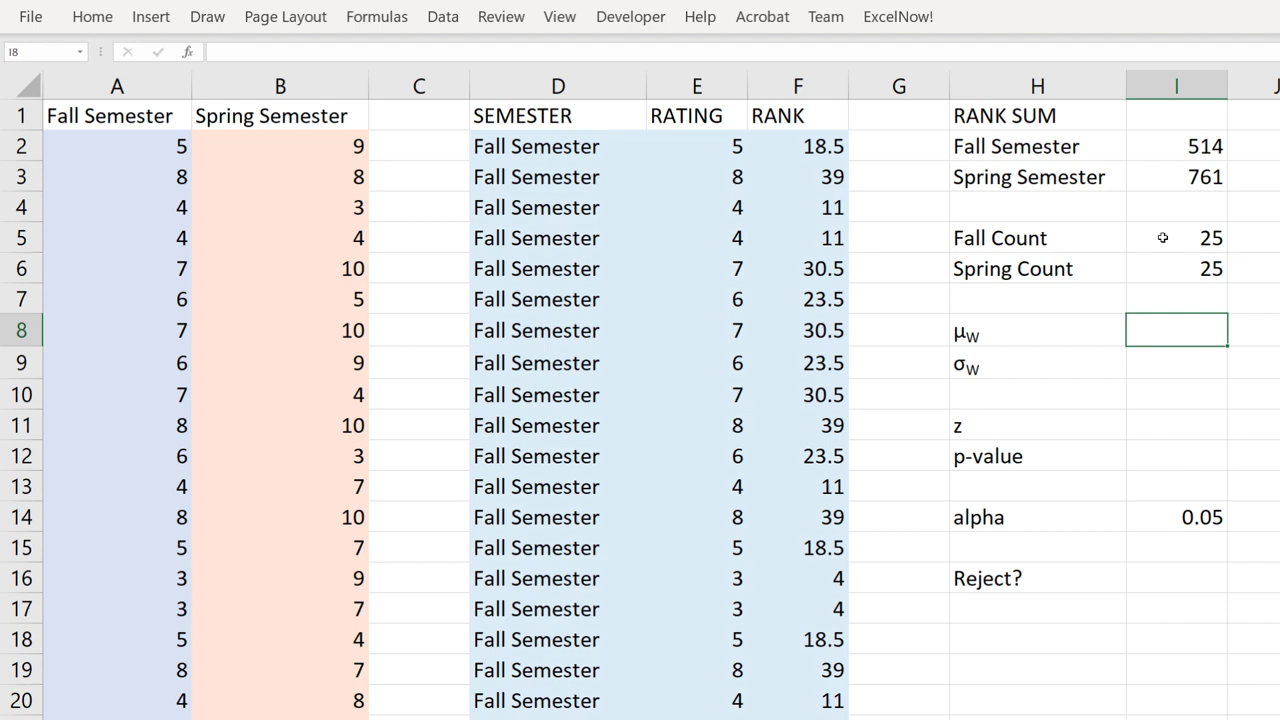 File Home Insert Draw Page Layout Formulas Data Review View Developer Help Acrobat Team ExcelNow!
I8 fx
A B C D E F G H I J
1 Fall Semester Spring Semester SEMESTER RATING RANK RANK SUM
2 5 9 Fall Semester 5 18.5 Fall Semester 514
3 8 8 Fall Semester 8 39 Spring Semester 761
4 4 3 Fall Semester 4 11
5 4 4 Fall Semester 4 11 Fall Count 25
6 7 10 Fall Semester 7 30.5 Spring Count 25
7 6 5 Fall Semester 6 23.5
8 7 10 Fall Semester 7 30.5 μW
9 6 9 Fall Semester 6 23.5 σW
10 7 4 Fall Semester 7 30.5
11 8 10 Fall Semester 8 39 z
12 6 3 Fall Semester 6 23.5 p-value
13 4 7 Fall Semester 4 11
14 8 10 Fall Semester 8 39 alpha 0.05
15 5 7 Fall Semester 5 18.5
16 3 9 Fall Semester 3 4 Reject?
17 3 7 Fall Semester 3 4
18 5 4 Fall Semester 5 18.5
19 8 7 Fall Semester 8 39
20 4 8 Fall Semester 4 11